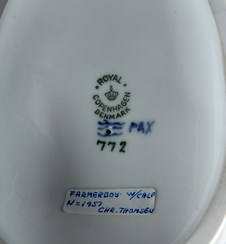 ROYAL
COPENHAGEN
DENMARK
PAX
772
FARMERBOY W/CALF
N=1957
CHR. THOMSEN